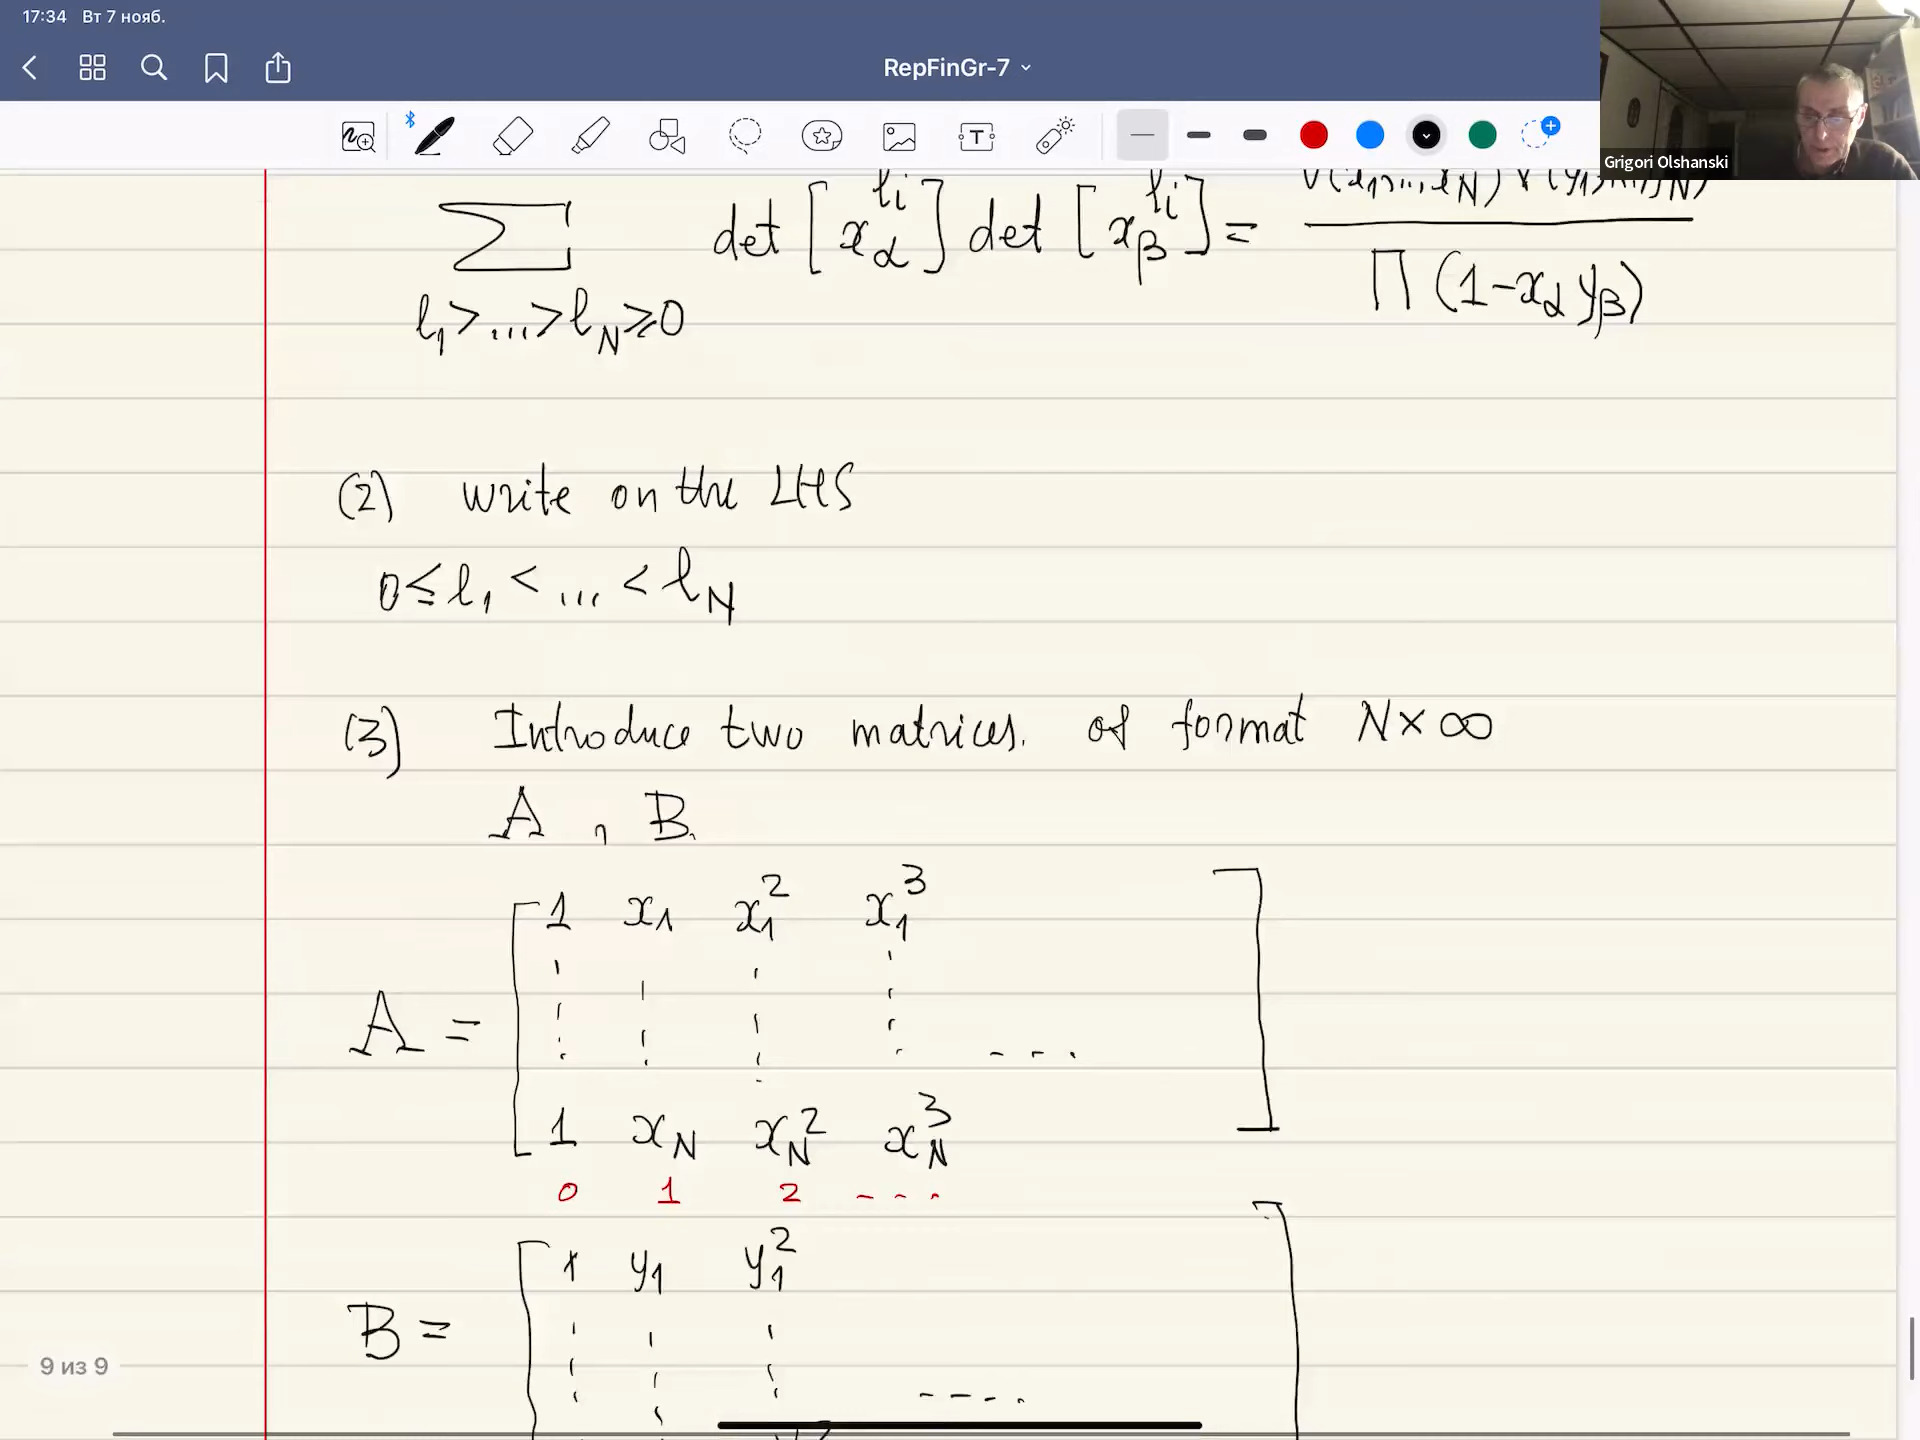 17:34 Вт 7 нояб.
RepFinGr-7
Grigori Olshanski
∑ det [x_α^{l_i}] det [x_β^{l_i}] =
l_1 > ... > l_N ≥ 0
∏ (1 - x_α y_β)
(2) write on the LHS
0 ≤ l_1 < ... < l_N
(3) Introduce two matrices. of format N × ∞
A , B.
1 x_1 x_1^2 x_1^3
A = ...
1 x_N x_N^2 x_N^3
0 1 2 ...
1 y_1 y_1^2
B = ....
9 из 9